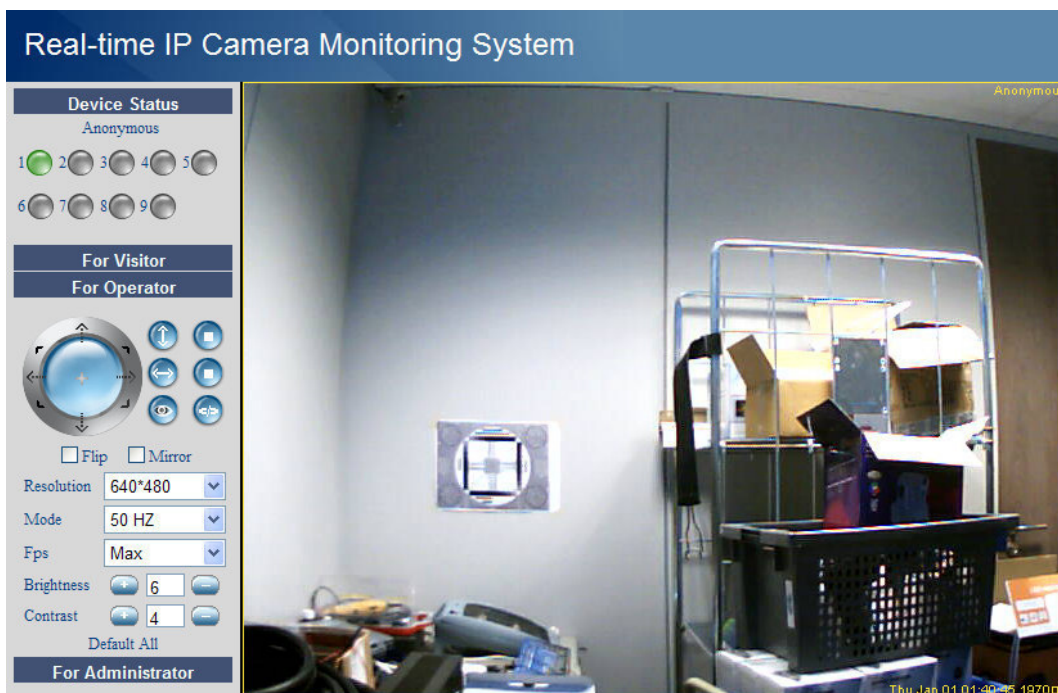 Real-time IP Camera Monitoring System
Device Status
Anonymous
1 2 3 4 5
6 7 8 9
For Visitor
For Operator
Flip Mirror
Resolution 640*480
Mode 50 HZ
Fps Max
Brightness + 6 -
Contrast + 4 -
Default All
For Administrator
Anonymou
Thu Jan 01 01:40:45 1970